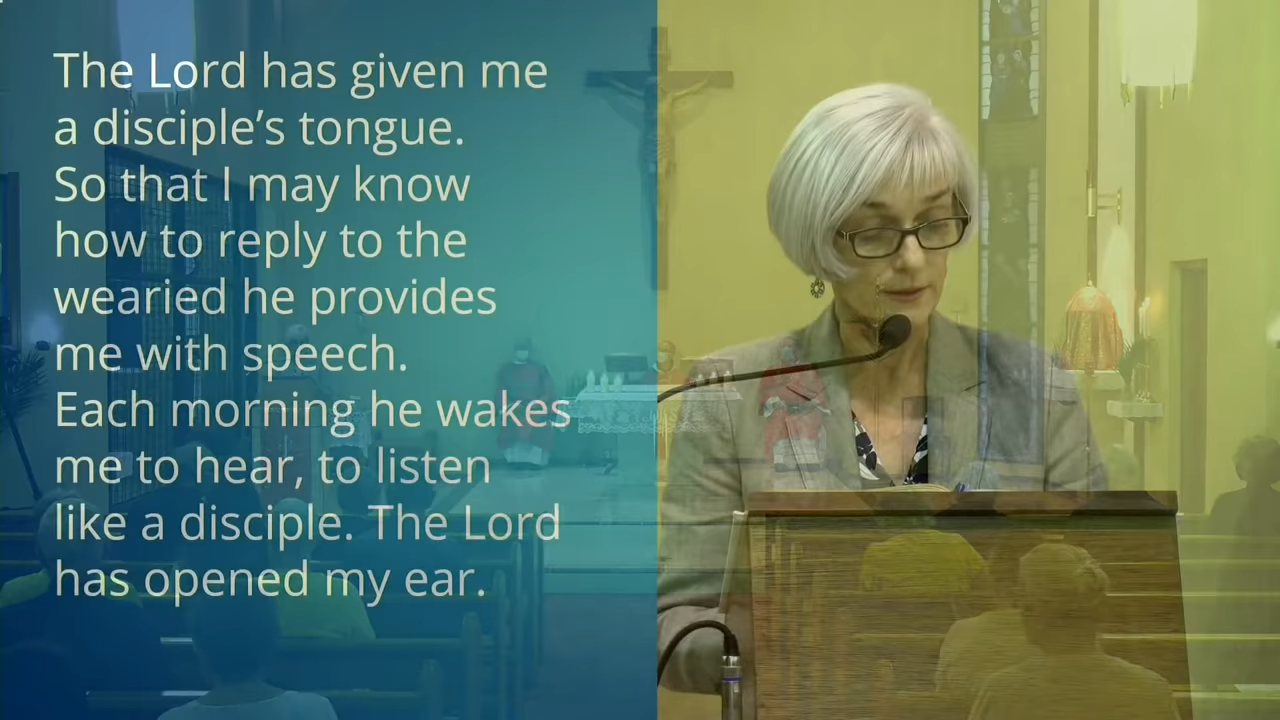 The Lord has given me
a disciple’s tongue.
So that I may know
how to reply to the
wearied he provides
me with speech.
Each morning he wakes
me to hear, to listen
like a disciple. The Lord
has opened my ear.